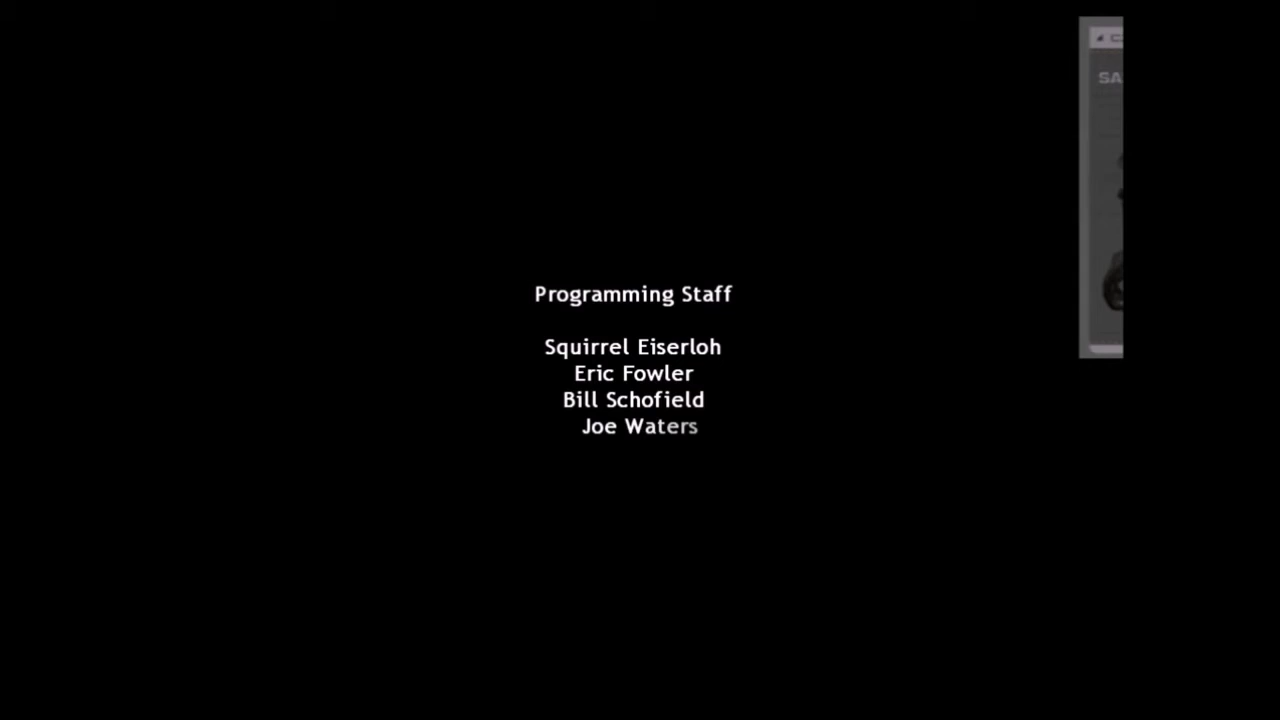 Programming Staff
Squirrel Eiserloh
Eric Fowler
Bill Schofield
Joe Waters